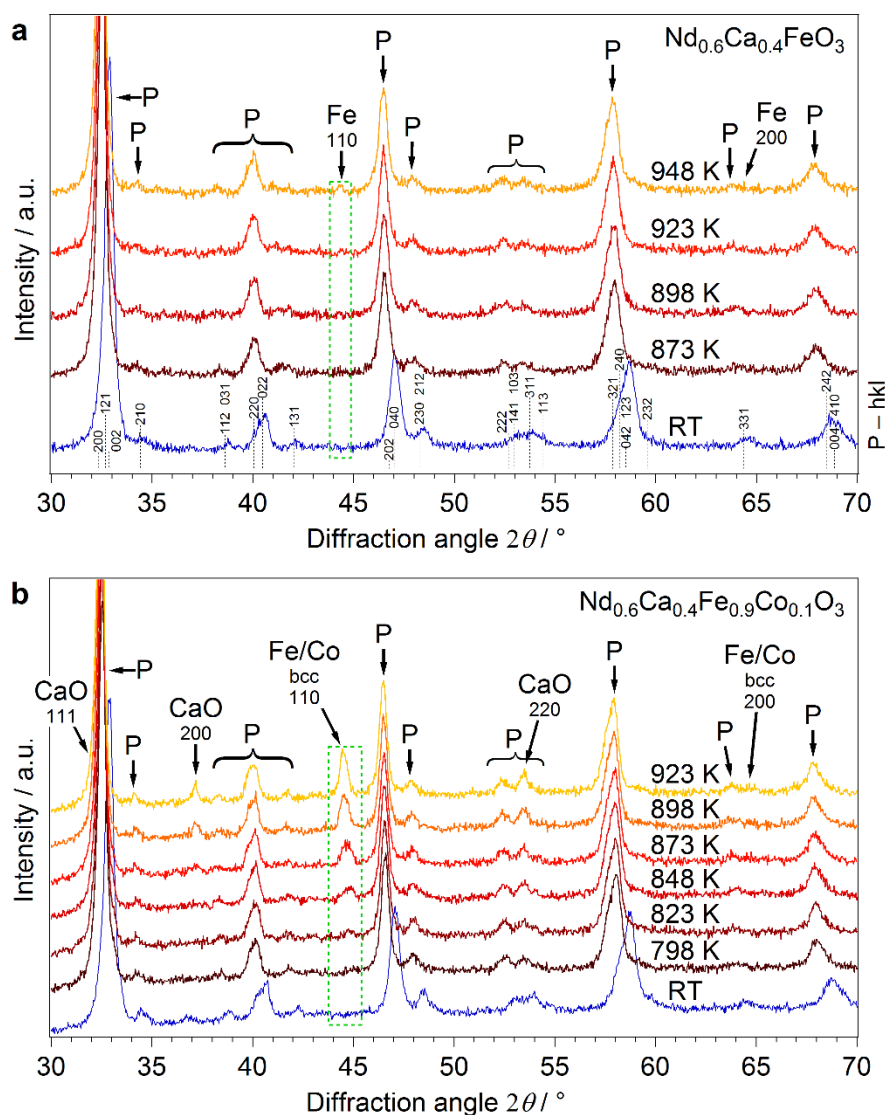 a
Nd0.6Ca0.4FeO3
P
P
P
P
P
Fe
110
P
P
P
P
Fe
200
P
948 K
923 K
898 K
873 K
RT
200
121
002
210
112 031
220
022
131
202
040
230 212
222
141 103
311
113
321
240
042 123
232
331
242
004 410
P – hkl
Intensity / a.u.
30 35 40 45 50 55 60 65 70
Diffraction angle 2θ / °
b
Nd0.6Ca0.4Fe0.9Co0.1O3
P
CaO
111
P
CaO
200
P
Fe/Co
bcc
110
P
P
P
CaO
220
P
P
Fe/Co
bcc
200
P
923 K
898 K
873 K
848 K
823 K
798 K
RT
Intensity / a.u.
30 35 40 45 50 55 60 65 70
Diffraction angle 2θ / °